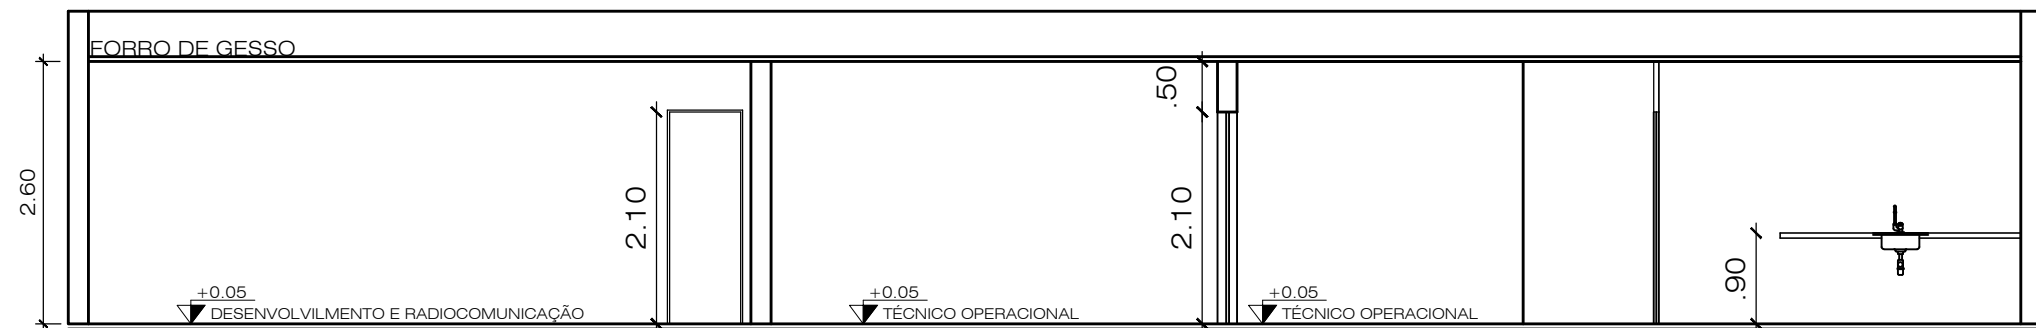 FORRO DE GESSO
2.60
2.10
.50
2.10
.90
+0.05
DESENVOLVILMENTO E RADIOCOMUNICAÇÃO
+0.05
TÉCNICO OPERACIONAL
+0.05
TÉCNICO OPERACIONAL